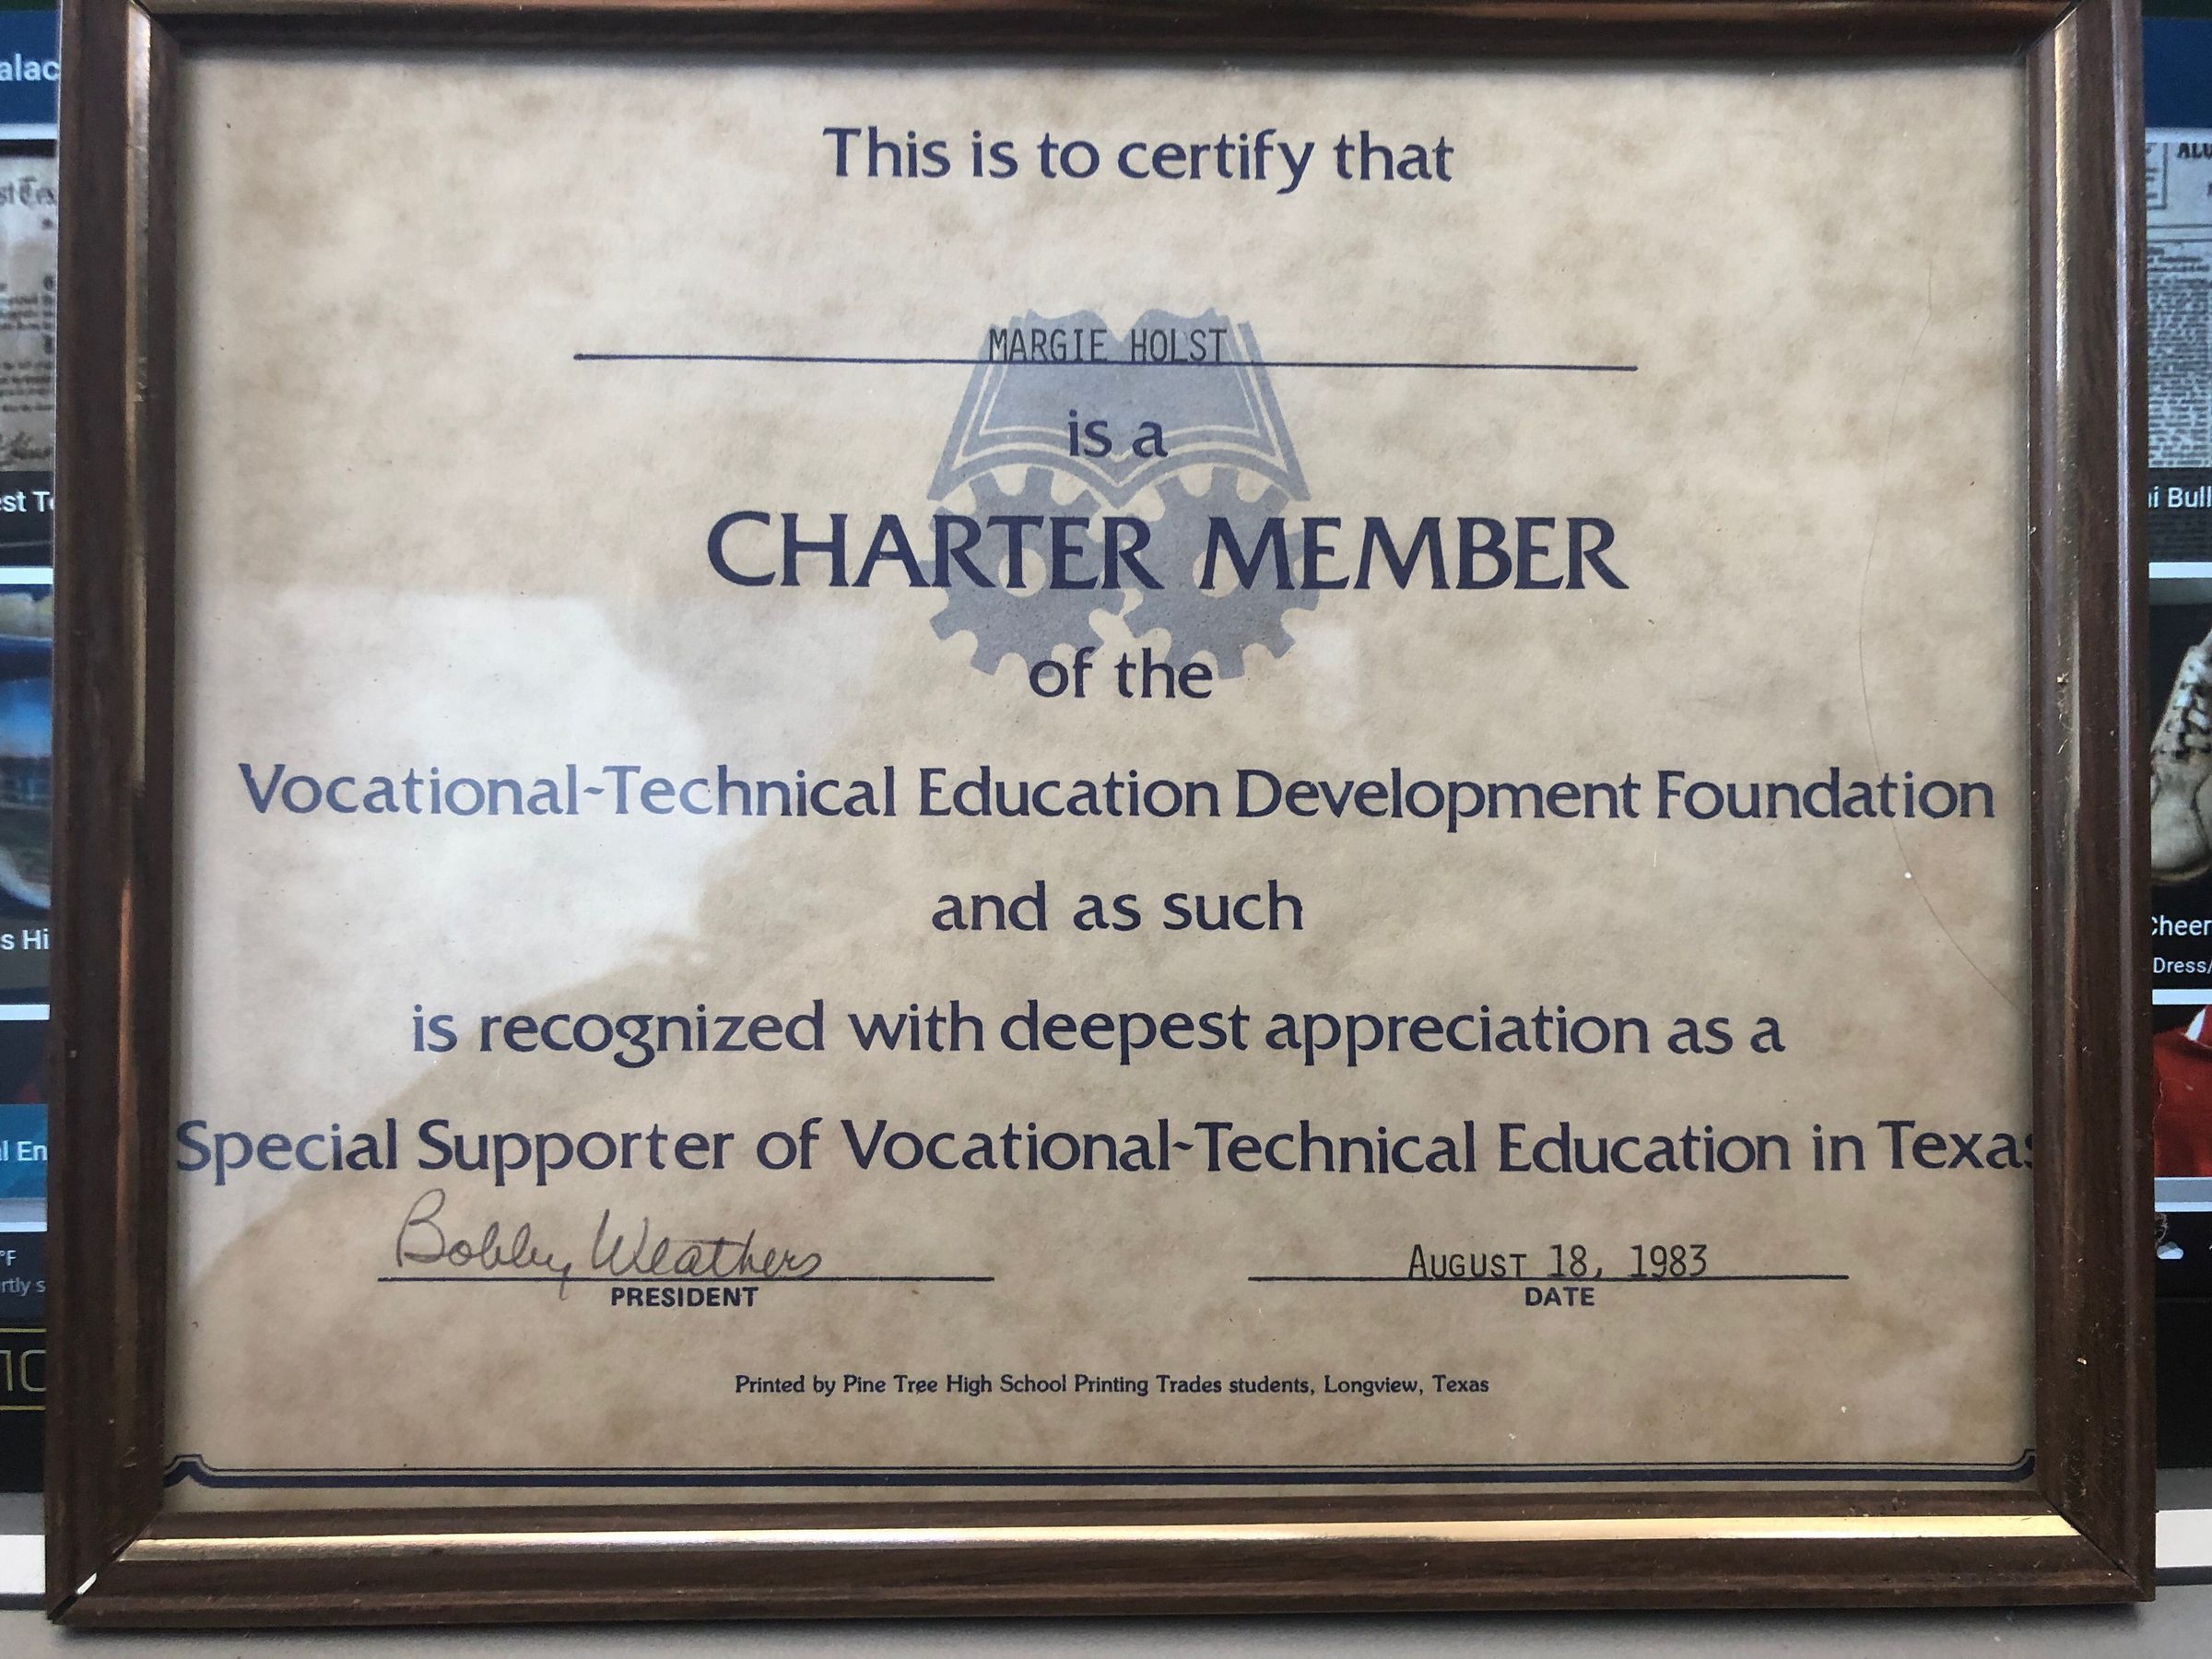 This is to certify that
MARGIE HOLST
is a
CHARTER MEMBER
of the
Vocational-Technical Education Development Foundation
and as such
is recognized with deepest appreciation as a
Special Supporter of Vocational-Technical Education in Texas
Bobby Weathers
PRESIDENT
AUGUST 18, 1983
DATE
Printed by Pine Tree High School Printing Trades students, Longview, Texas